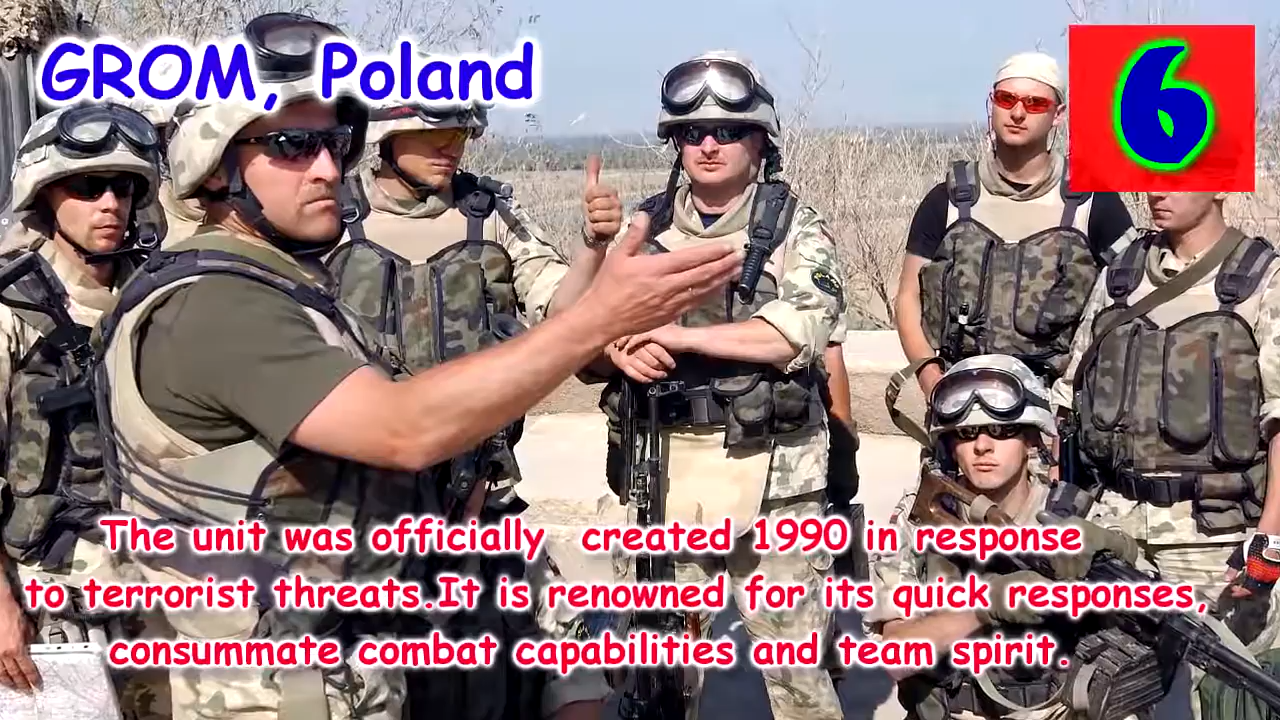 GROM, Poland
6
The unit was officially created 1990 in response
to terrorist threats.It is renowned for its quick responses,
consummate combat capabilities and team spirit.